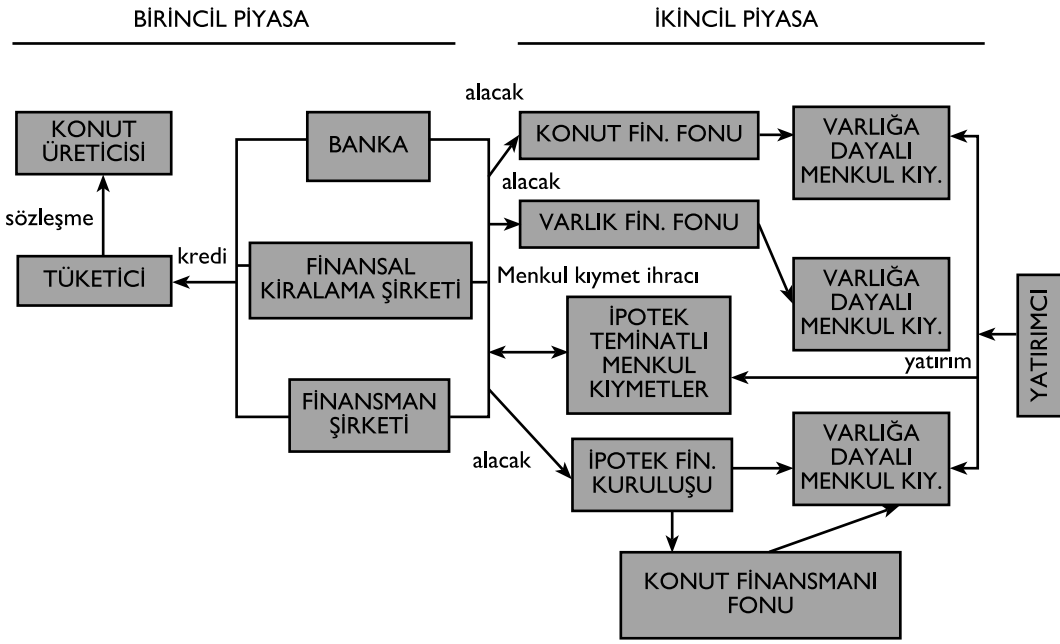 BİRİNCİL PİYASA
İKİNCİL PİYASA
KONUT
ÜRETİCİSİ
sözleşme
TÜKETİCİ
kredi
BANKA
FİNANSAL
KİRALAMA ŞİRKETİ
FİNANSMAN
ŞİRKETİ
alacak
KONUT FİN. FONU
alacak
VARLIK FİN. FONU
Menkul kıymet ihracı
İPOTEK
TEMİNATLI
MENKUL
KIYMETLER
alacak
İPOTEK FİN.
KURULUŞU
KONUT FİNANSMANI
FONU
VARLIĞA
DAYALI
MENKUL KIY.
VARLIĞA
DAYALI
MENKUL KIY.
yatırım
VARLIĞA
DAYALI
MENKUL KIY.
YATIRIMCI